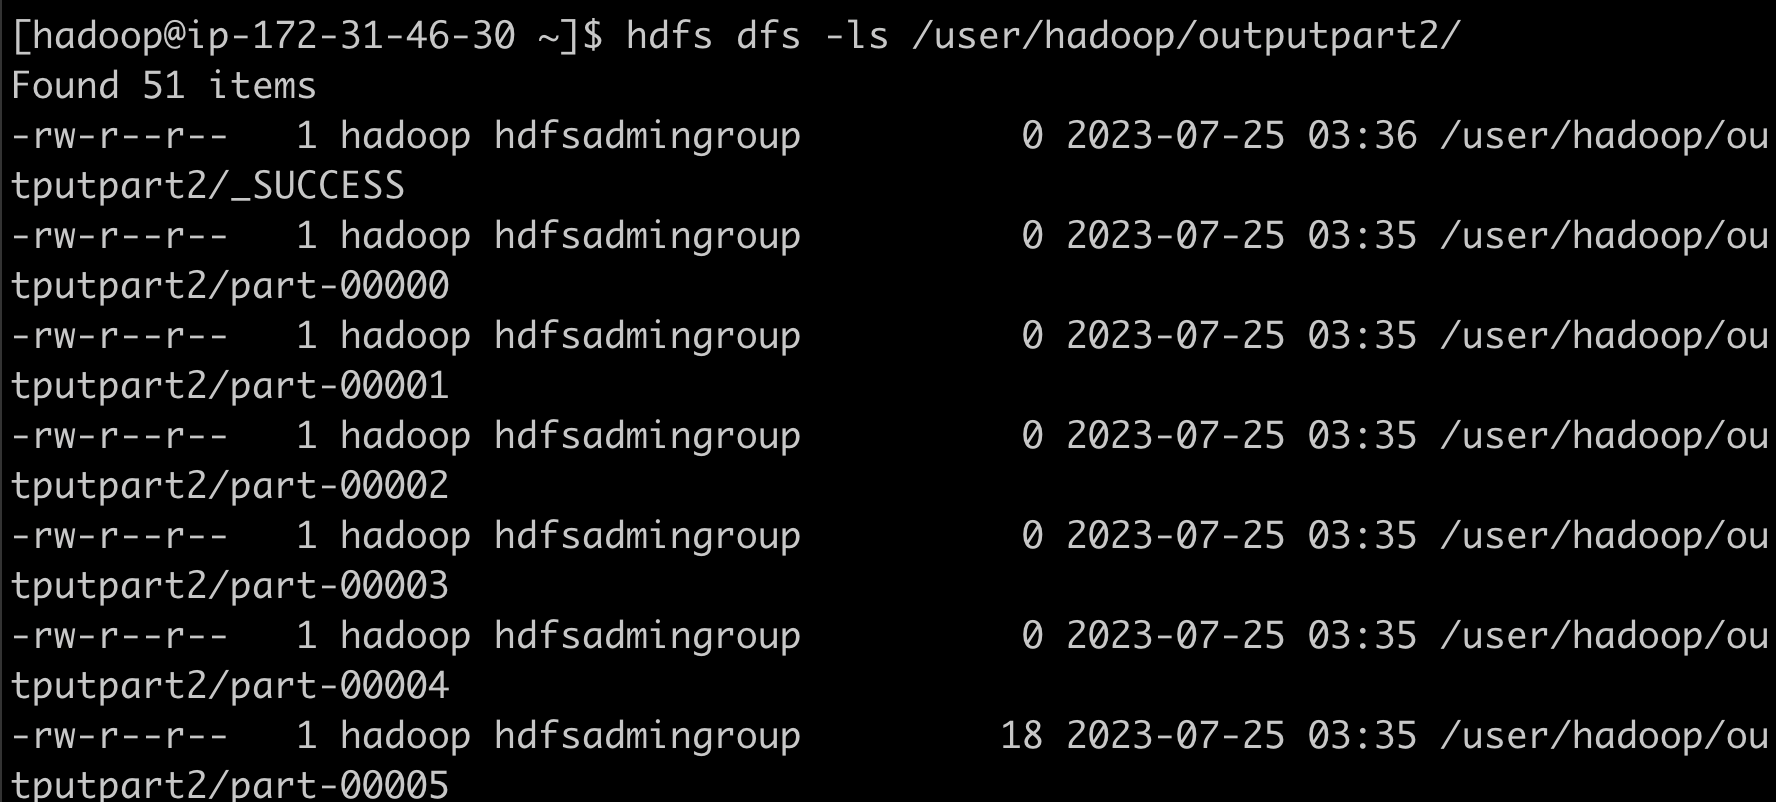 [hadoop@ip-172-31-46-30 ~]$ hdfs dfs -ls /user/hadoop/outputpart2/
Found 51 items
-rw-r--r--   1 hadoop hdfsadmingroup          0 2023-07-25 03:36 /user/hadoop/ou
tputpart2/_SUCCESS
-rw-r--r--   1 hadoop hdfsadmingroup          0 2023-07-25 03:35 /user/hadoop/ou
tputpart2/part-00000
-rw-r--r--   1 hadoop hdfsadmingroup          0 2023-07-25 03:35 /user/hadoop/ou
tputpart2/part-00001
-rw-r--r--   1 hadoop hdfsadmingroup          0 2023-07-25 03:35 /user/hadoop/ou
tputpart2/part-00002
-rw-r--r--   1 hadoop hdfsadmingroup          0 2023-07-25 03:35 /user/hadoop/ou
tputpart2/part-00003
-rw-r--r--   1 hadoop hdfsadmingroup          0 2023-07-25 03:35 /user/hadoop/ou
tputpart2/part-00004
-rw-r--r--   1 hadoop hdfsadmingroup         18 2023-07-25 03:35 /user/hadoop/ou
tputpart2/part-00005